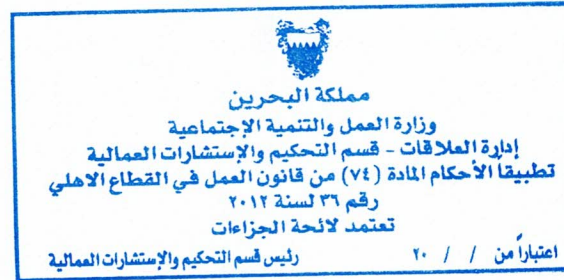 مملكة البحرين
وزارة العمل والتنمية الإجتماعية
إدارة العلاقات - قسم التحكيم والإستشارات العمالية
تطبيقاً الأحكام المادة (٧٤) من قانون العمل في القطاع الاهلي
رقم ٣٦ لسنة ٢٠١٢
تعتمد لائحة الجزاءات
اعتباراً من / / ٢٠ رئيس قسم التحكيم والإستشارات العمالية